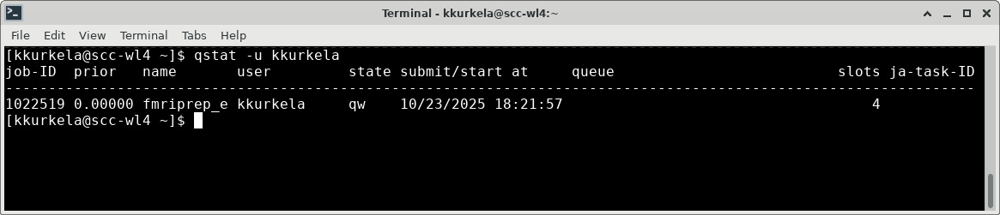 Terminal - kkurkela@scc-wl4:~
File Edit View Terminal Tabs Help
[kkurkela@scc-wl4 ~]$ qstat -u kkurkela
job-ID  prior   name       user         state submit/start at     queue                          slots ja-task-ID
-----------------------------------------------------------------------------------------------------------------
1022519 0.00000 fmriprep_e kkurkela     qw    10/23/2025 18:21:57                                    4
[kkurkela@scc-wl4 ~]$